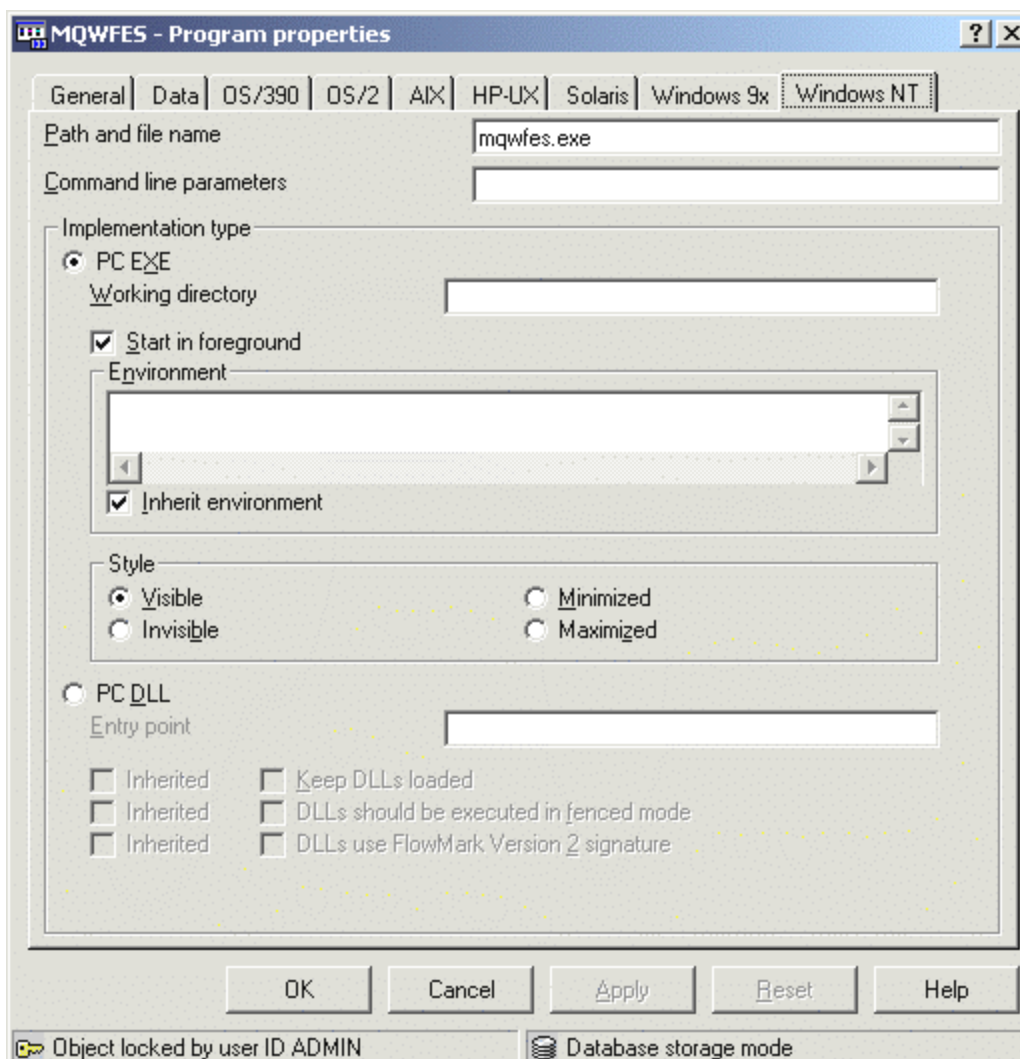 MQWFES - Program properties
General Data OS/390 OS/2 AIX HP-UX Solaris Windows 9x Windows NT
Path and file name mqwfes.exe
Command line parameters
Implementation type
PC EXE
Working directory
Start in foreground
Environment
Inherit environment
Style
Visible Minimized
Invisible Maximized
PC DLL
Entry point
Inherited Keep DLLs loaded
Inherited DLLs should be executed in fenced mode
Inherited DLLs use FlowMark Version 2 signature
OK Cancel Apply Reset Help
Object locked by user ID ADMIN Database storage mode